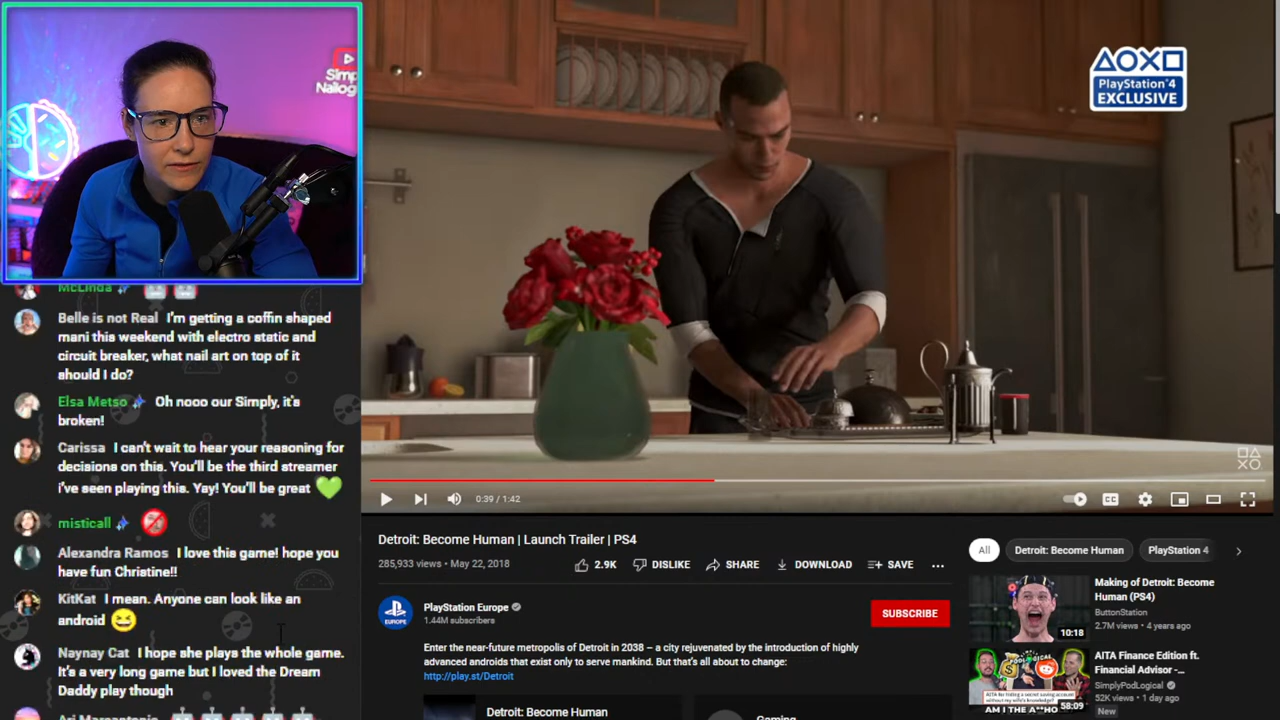 Simply
Nailogical
PlayStation 4
EXCLUSIVE
McLinda
Belle is not Real I'm getting a coffin shaped
mani this weekend with electro static and
circuit breaker, what nail art on top of it
should I do?
Elsa Metso Oh nooo our Simply, it's
broken!
Carissa I can't wait to hear your reasoning for
decisions on this. You'll be the third streamer
i've seen playing this. Yay! You'll be great
misticall
Alexandra Ramos I love this game! hope you
have fun Christine!!
KitKat I mean. Anyone can look like an
android
Naynay Cat I hope she plays the whole game.
It's a very long game but I loved the Dream
Daddy play though
0:39 / 1:42
CC
Detroit: Become Human | Launch Trailer | PS4
285,933 views • May 22, 2018
2.9K
DISLIKE
SHARE
DOWNLOAD
SAVE
EUROPE
PlayStation Europe
1.44M subscribers
SUBSCRIBE
Enter the near-future metropolis of Detroit in 2038 – a city rejuvenated by the introduction of highly
advanced androids that exist only to serve mankind. But that's all about to change:
http://play.st/Detroit
Detroit: Become Human
Gaming
All
Detroit: Become Human
PlayStation 4
Making of Detroit: Become
Human (PS4)
ButtonStation
2.7M views • 4 years ago
10:18
AITA Finance Edition ft.
Financial Advisor -...
SimplyPodLogical
52K views • 1 day ago
New
58:09